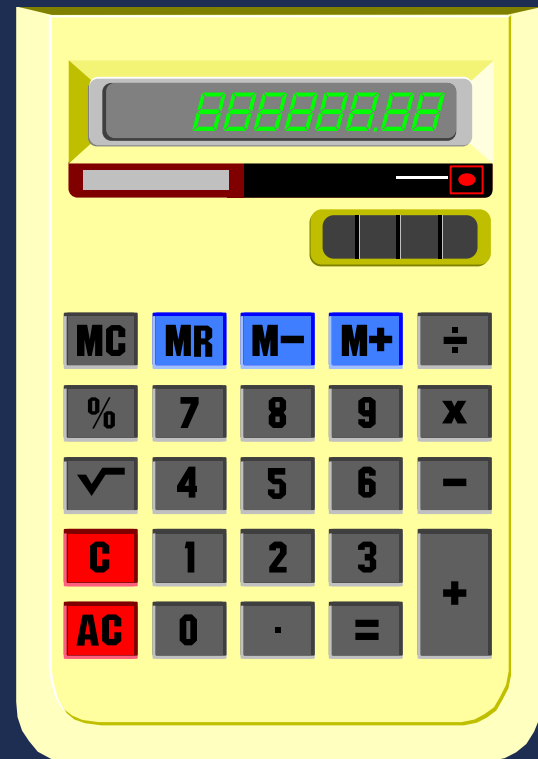 888888.88
MC MR M− M+ ÷
% 7 8 9 x
√ 4 5 6 −
C 1 2 3 +
AC 0 . =